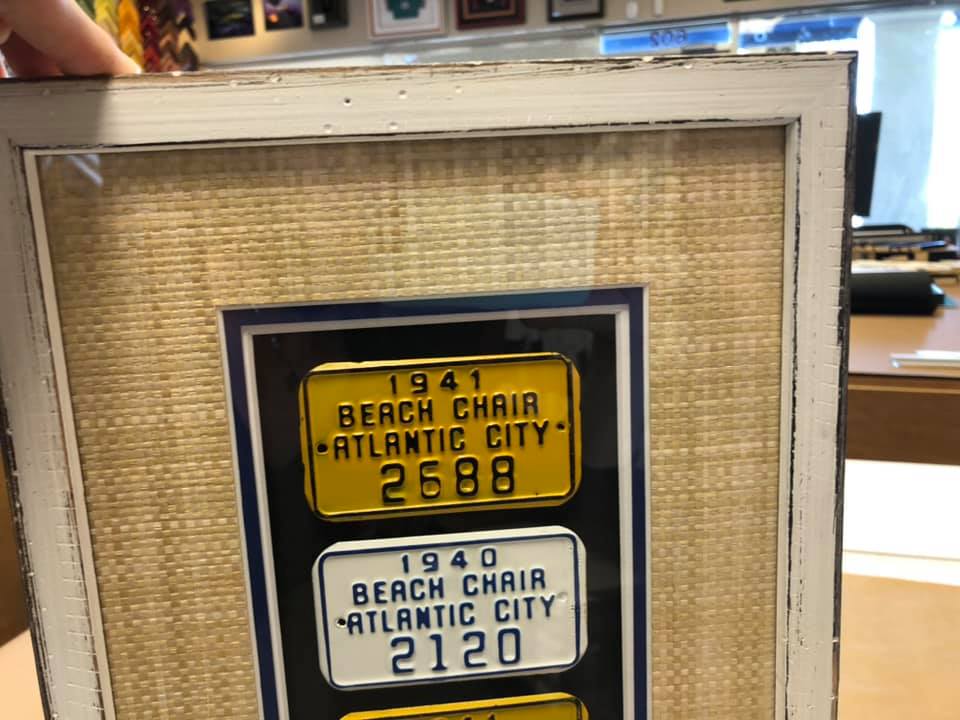 1941
BEACH CHAIR
ATLANTIC CITY
2688
1940
BEACH CHAIR
ATLANTIC CITY
2120